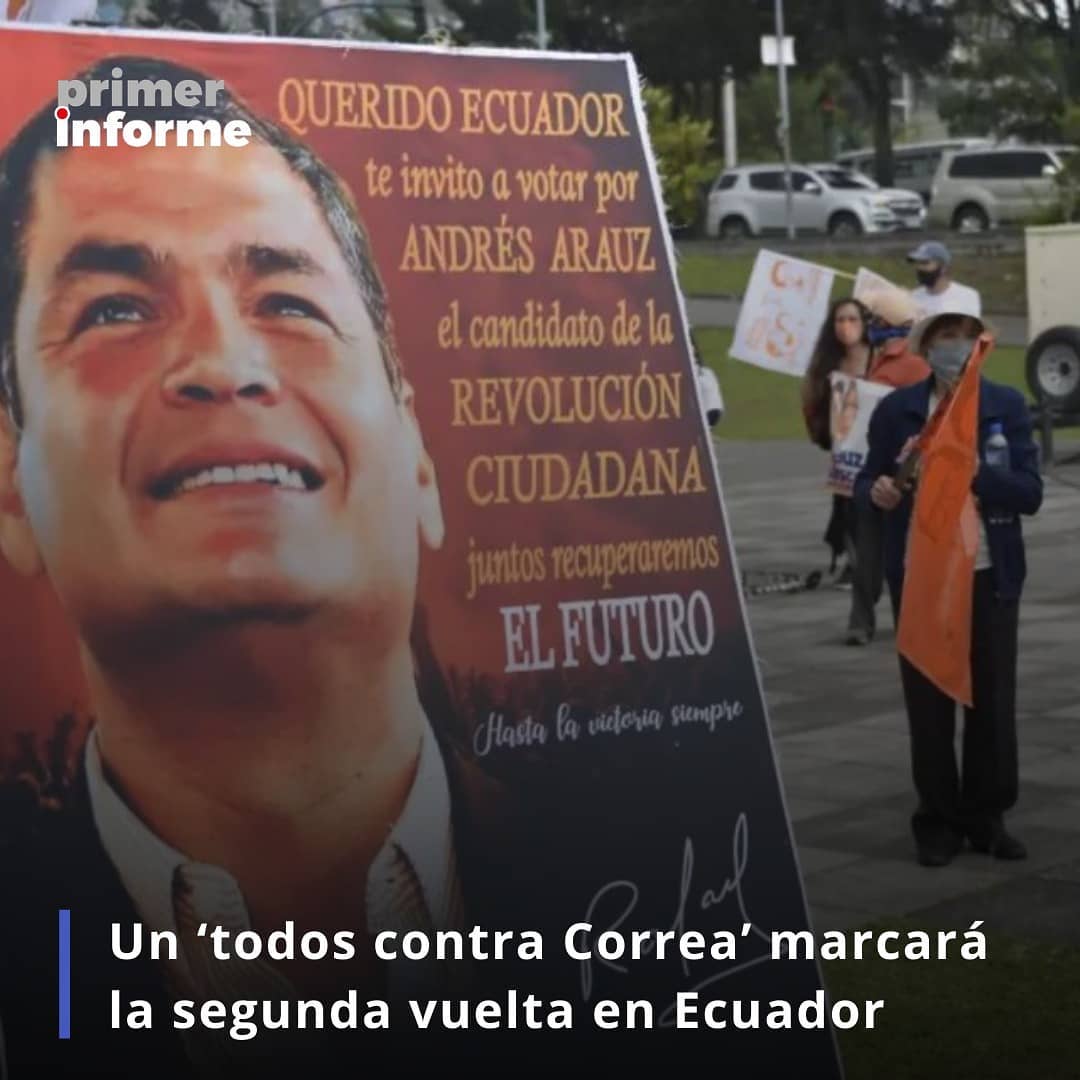 primer
informe
QUERIDO ECUADOR
te invito a votar por
ANDRÉS ARAUZ
el candidato de la
REVOLUCIÓN
CIUDADANA
juntos recuperaremos
EL FUTURO
Hasta la victoria siempre
Rafael
Un ‘todos contra Correa’ marcará
la segunda vuelta en Ecuador